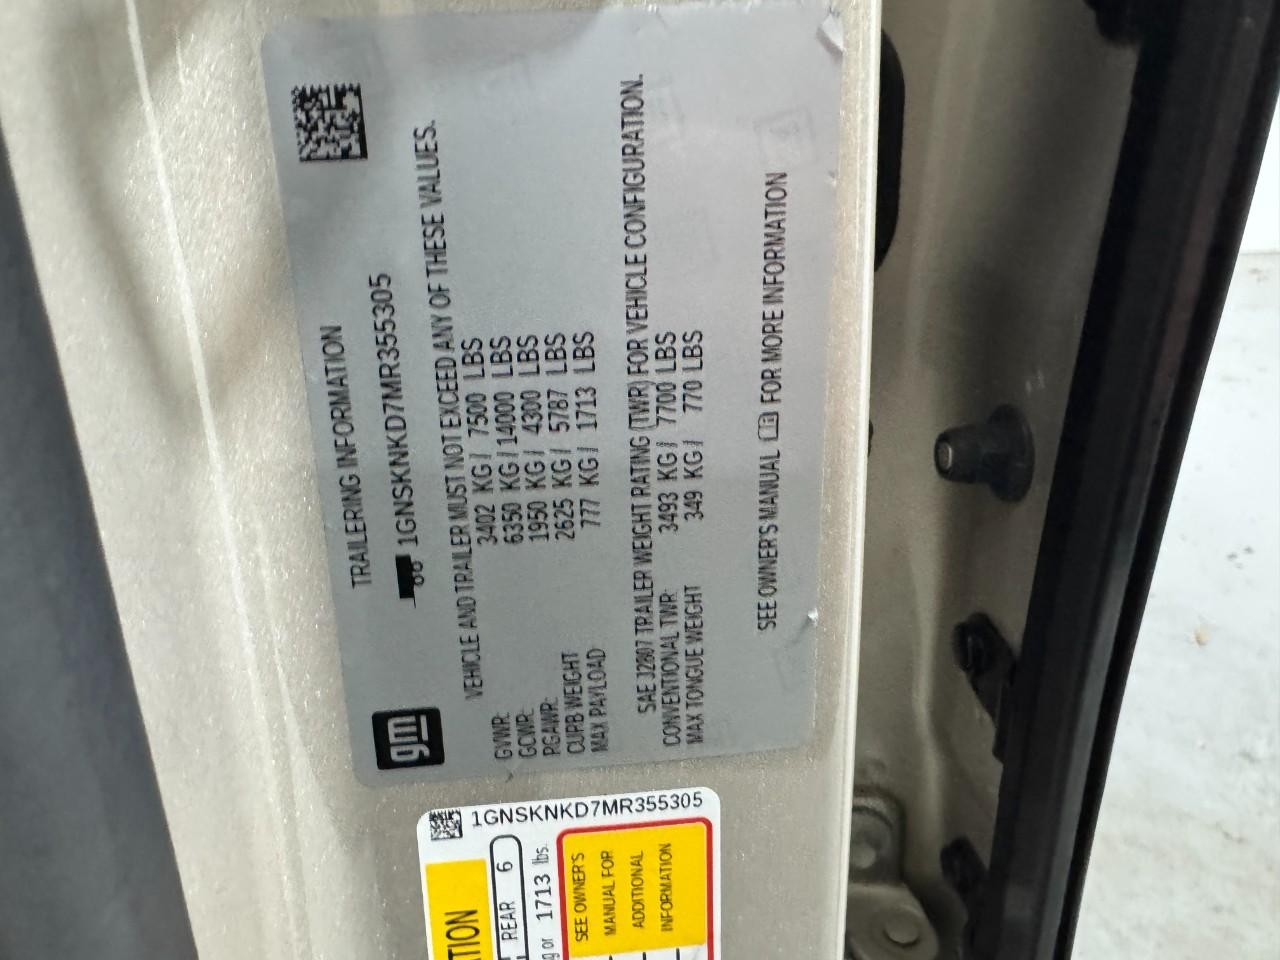 gm
TRAILERING INFORMATION
1GNSKNKD7MR355305
VEHICLE AND TRAILER MUST NOT EXCEED ANY OF THESE VALUES.
GVWR: 3402 KG/ 7500 LBS
GCWR: 6350 KG/14000 LBS
RGAWR: 1950 KG/ 4300 LBS
CURB WEIGHT 2625 KG/ 5787 LBS
MAX PAYLOAD 777 KG/ 1713 LBS
SAE J2807 TRAILER WEIGHT RATING (TWR) FOR VEHICLE CONFIGURATION.
CONVENTIONAL TWR: 3493 KG/ 7700 LBS
MAX TONGUE WEIGHT 349 KG/ 770 LBS
SEE OWNER'S MANUAL FOR MORE INFORMATION
1GNSKNKD7MR355305
TION
REAR 6
g or 1713 lbs.
SEE OWNER'S
MANUAL FOR
ADDITIONAL
INFORMATION